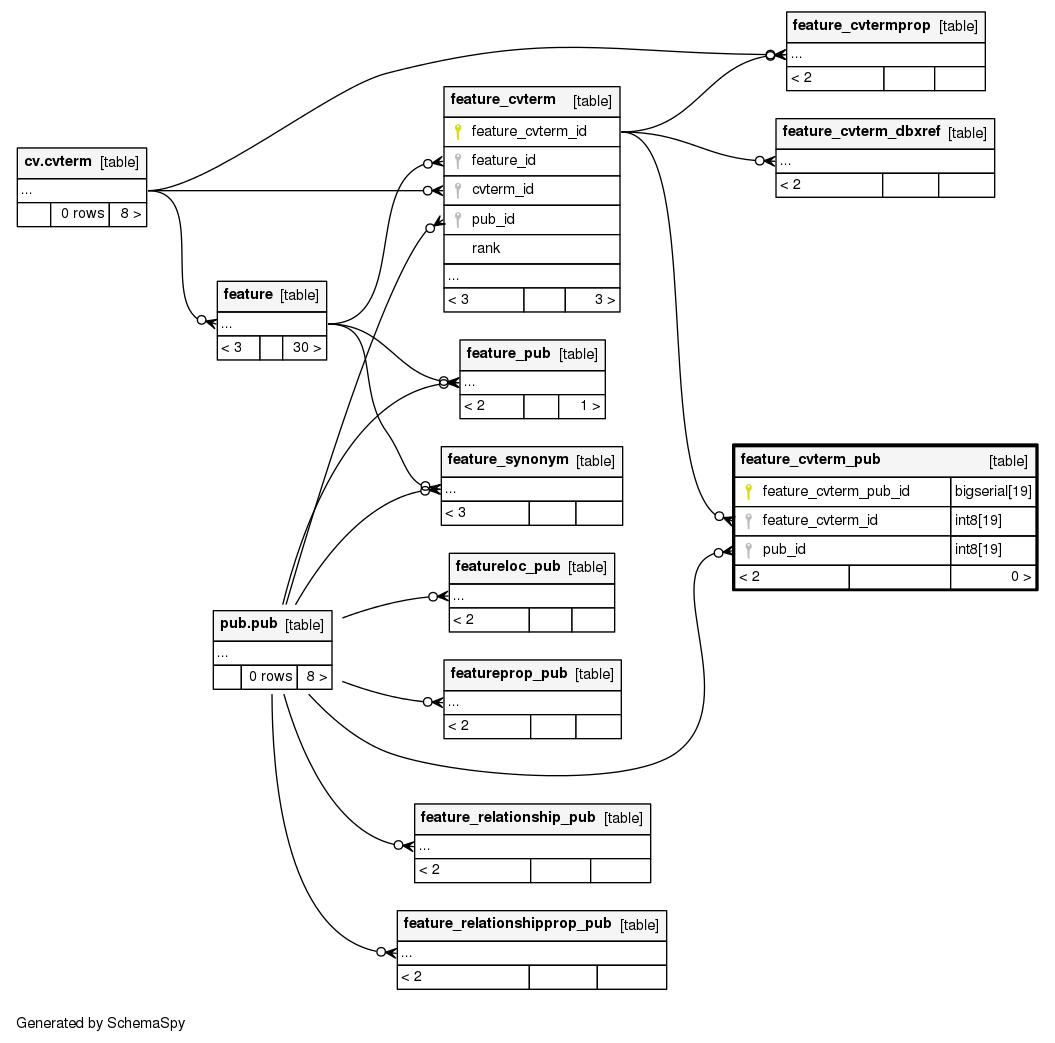 feature_cvtermprop [table]
...
< 2
feature_cvterm [table]
feature_cvterm_id
feature_id
cvterm_id
pub_id
rank
...
< 3 3 >
feature_cvterm_dbxref [table]
...
< 2
cv.cvterm [table]
...
0 rows 8 >
feature [table]
...
< 3 30 >
feature_pub [table]
...
< 2 1 >
feature_synonym [table]
...
< 3
feature_cvterm_pub [table]
feature_cvterm_pub_id bigserial[19]
feature_cvterm_id int8[19]
pub_id int8[19]
< 2 0 >
featureloc_pub [table]
...
< 2
pub.pub [table]
...
0 rows 8 >
featureprop_pub [table]
...
< 2
feature_relationship_pub [table]
...
< 2
feature_relationshipprop_pub [table]
...
< 2
Generated by SchemaSpy